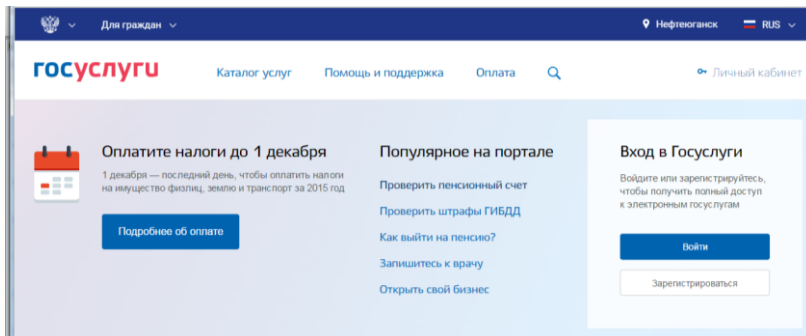 Для граждан
Нефтеюганск
RUS
госуслуги
Каталог услуг
Помощь и поддержка
Оплата
Личный кабинет
Оплатите налоги до 1 декабря
1 декабря — последний день, чтобы оплатить налоги
на имущество физлиц, землю и транспорт за 2015 год
Подробнее об оплате
Популярное на портале
Проверить пенсионный счет
Проверить штрафы ГИБДД
Как выйти на пенсию?
Запишитесь к врачу
Открыть свой бизнес
Вход в Госуслуги
Войдите или зарегистрируйтесь,
чтобы получить полный доступ
к электронным госуслугам
Войти
Зарегистрироваться